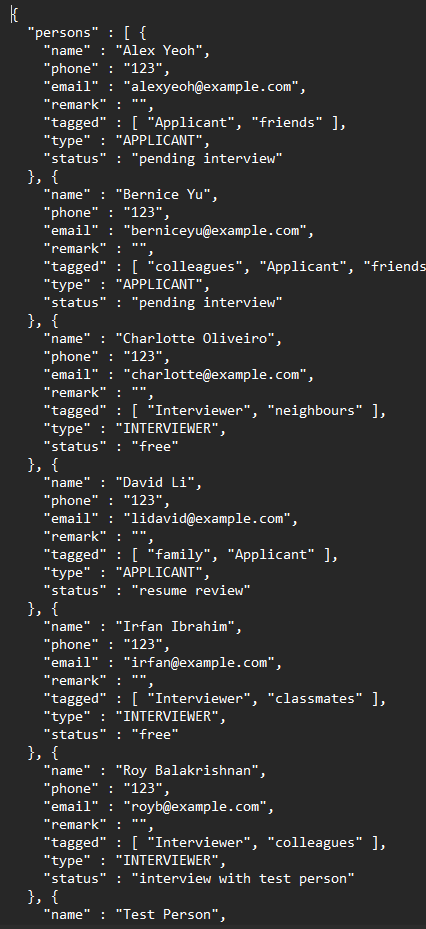 {
"persons" : [ {
"name" : "Alex Yeoh",
"phone" : "123",
"email" : "alexyeoh@example.com",
"remark" : "",
"tagged" : [ "Applicant", "friends" ],
"type" : "APPLICANT",
"status" : "pending interview"
}, {
"name" : "Bernice Yu",
"phone" : "123",
"email" : "berniceyu@example.com",
"remark" : "",
"tagged" : [ "colleagues", "Applicant", "friends
"type" : "APPLICANT",
"status" : "pending interview"
}, {
"name" : "Charlotte Oliveiro",
"phone" : "123",
"email" : "charlotte@example.com",
"remark" : "",
"tagged" : [ "Interviewer", "neighbours" ],
"type" : "INTERVIEWER",
"status" : "free"
}, {
"name" : "David Li",
"phone" : "123",
"email" : "lidavid@example.com",
"remark" : "",
"tagged" : [ "family", "Applicant" ],
"type" : "APPLICANT",
"status" : "resume review"
}, {
"name" : "Irfan Ibrahim",
"phone" : "123",
"email" : "irfan@example.com",
"remark" : "",
"tagged" : [ "Interviewer", "classmates" ],
"type" : "INTERVIEWER",
"status" : "free"
}, {
"name" : "Roy Balakrishnan",
"phone" : "123",
"email" : "royb@example.com",
"remark" : "",
"tagged" : [ "Interviewer", "colleagues" ],
"type" : "INTERVIEWER",
"status" : "interview with test person"
}, {
"name" : "Test Person",